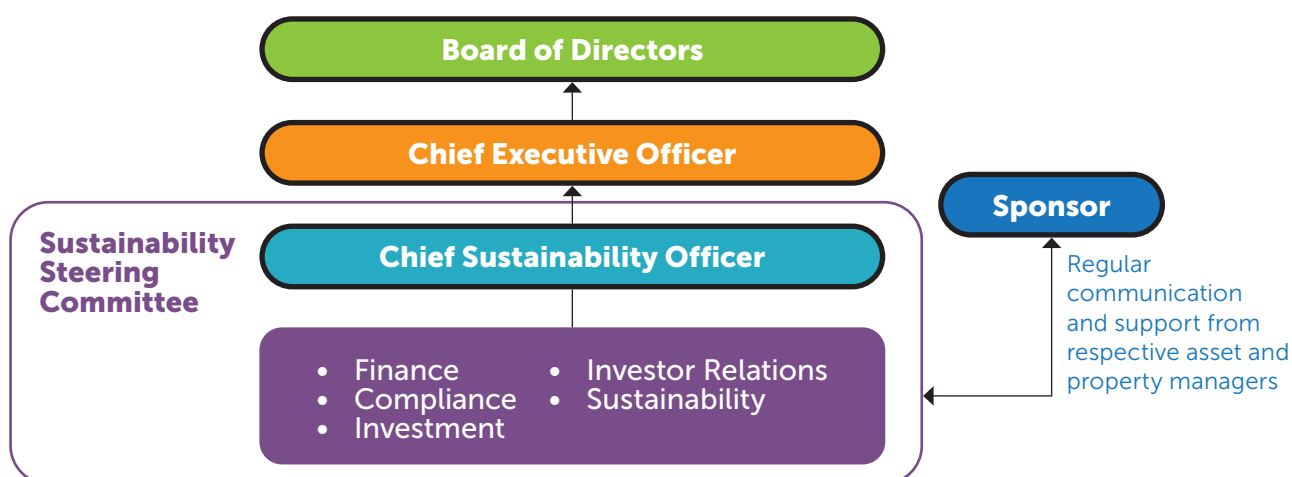 Board of Directors
Chief Executive Officer
Sponsor
Sustainability
Steering
Committee
Chief Sustainability Officer
Regular
communication
and support from
respective asset and
property managers
• Finance
• Compliance
• Investment
• Investor Relations
• Sustainability